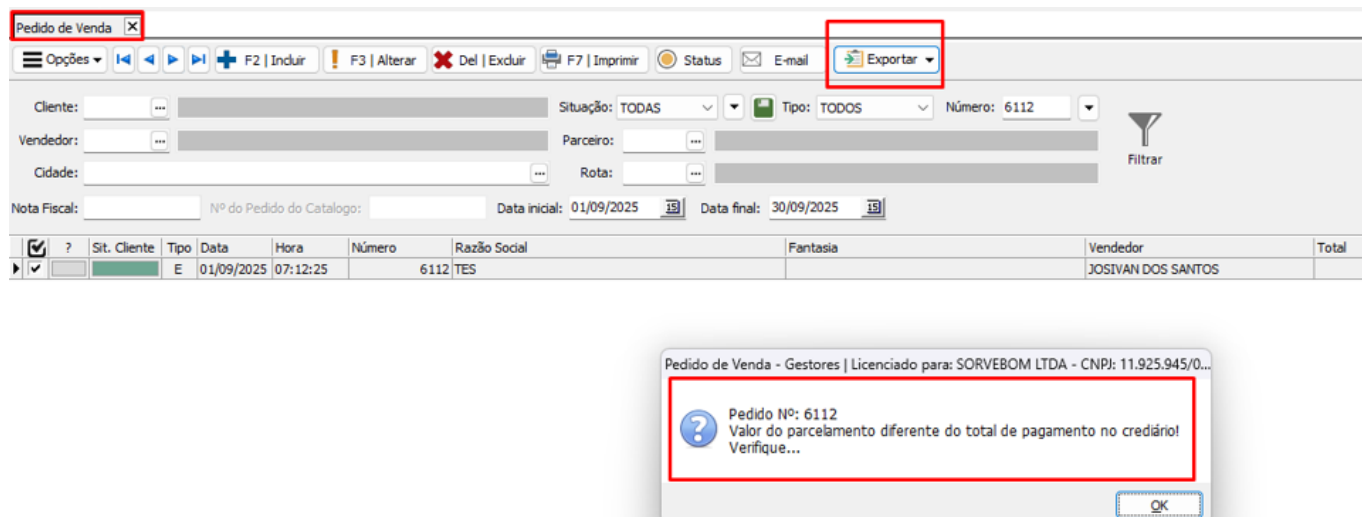 Pedido de Venda X
Opções F2 | Incluir F3 | Alterar Del | Excluir F7 | Imprimir Status E-mail Exportar
Cliente: ... Situação: TODAS Tipo: TODOS Número: 6112
Vendedor: ... Parceiro: ...
Filtrar
Cidade: ... Rota: ...
Nota Fiscal: Nº do Pedido do Catalogo: Data inicial: 01/09/2025 15 Data final: 30/09/2025 15
? Sit. Cliente Tipo Data Hora Número Razão Social Fantasia Vendedor Total
E 01/09/2025 07:12:25 6112 TES JOSIVAN DOS SANTOS
Pedido de Venda - Gestores | Licenciado para: SORVEBOM LTDA - CNPJ: 11.925.945/0...
Pedido Nº: 6112
Valor do parcelamento diferente do total de pagamento no crediário!
Verifique...
OK